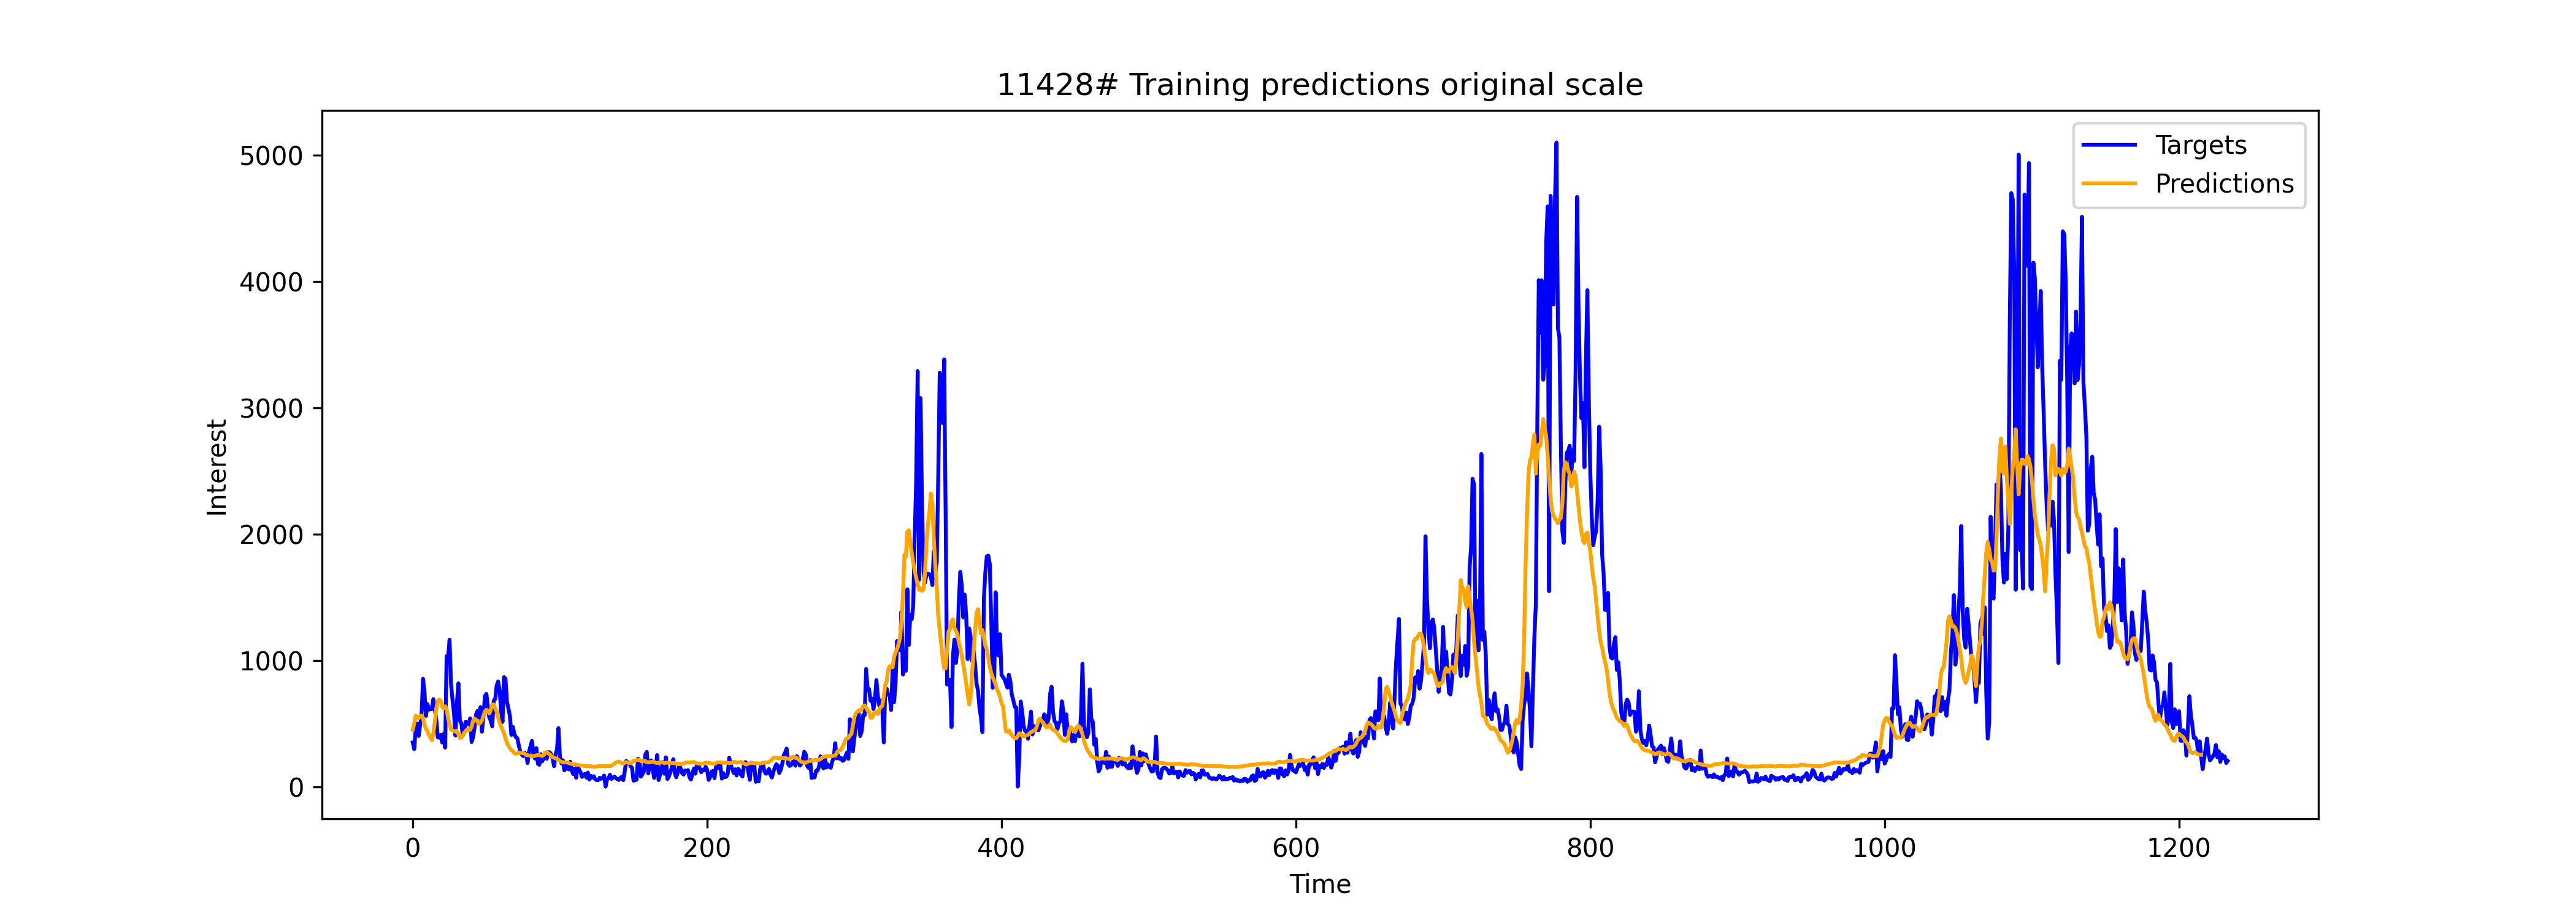 11428# Training predictions original scale
Targets
Predictions
Interest
5000
4000
3000
2000
1000
0
0 200 400 600 800 1000 1200
Time